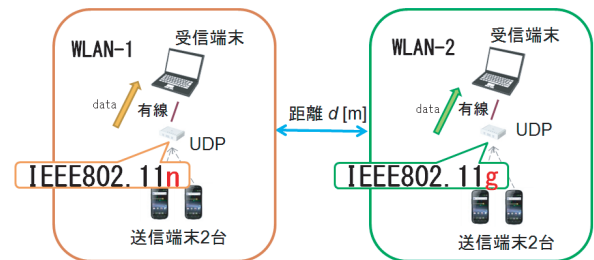 WLAN-1
受信端末
data
有線
UDP
IEEE802.11n
送信端末2台
距離 d [m]
WLAN-2
受信端末
data
有線
UDP
IEEE802.11g
送信端末2台